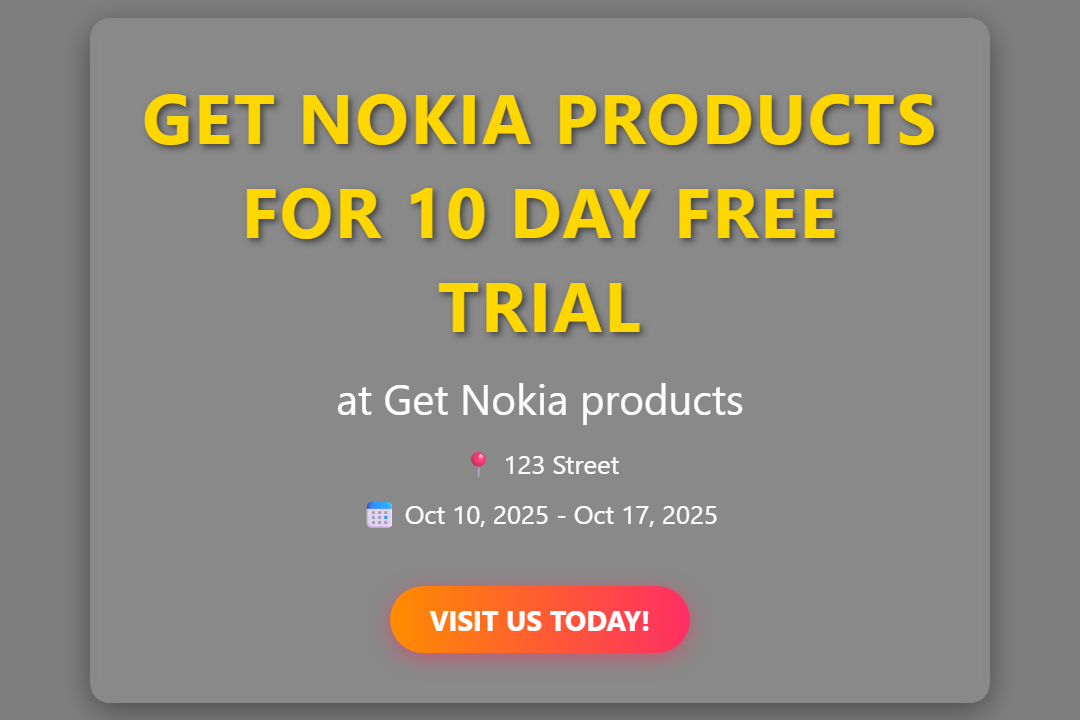 GET NOKIA PRODUCTS
FOR 10 DAY FREE
TRIAL
at Get Nokia products
123 Street
Oct 10, 2025 - Oct 17, 2025
VISIT US TODAY!